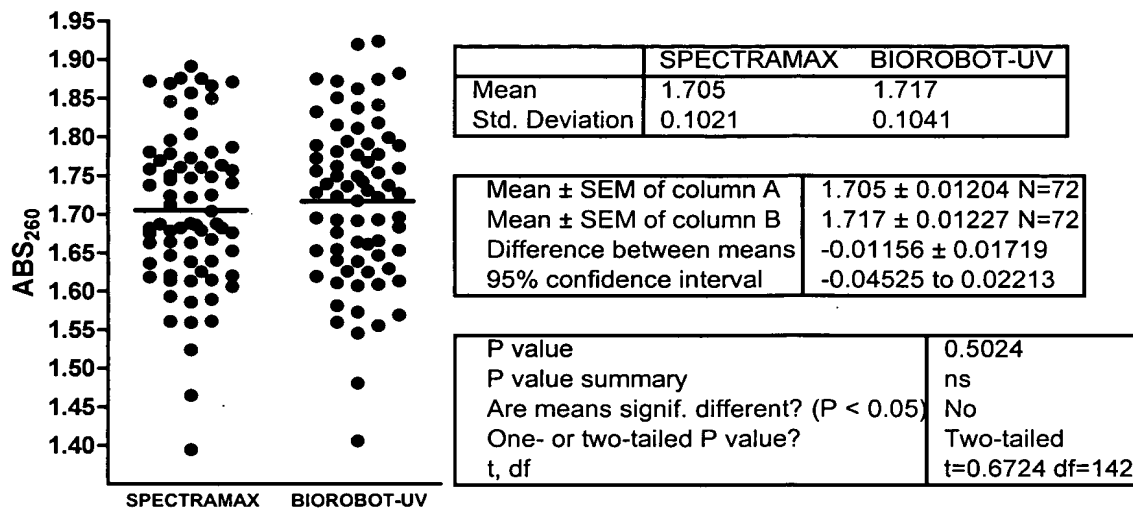 1.95
1.90
1.85
1.80
1.75
1.70
1.65
1.60
1.55
1.50
1.45
1.40
ABS260
SPECTRAMAX BIOROBOT-UV
SPECTRAMAX BIOROBOT-UV
Mean 1.705 1.717
Std. Deviation 0.1021 0.1041
Mean ± SEM of column A 1.705 ± 0.01204 N=72
Mean ± SEM of column B 1.717 ± 0.01227 N=72
Difference between means -0.01156 ± 0.01719
95% confidence interval -0.04525 to 0.02213
P value 0.5024
P value summary ns
Are means signif. different? (P < 0.05) No
One- or two-tailed P value? Two-tailed
t, df t=0.6724 df=142